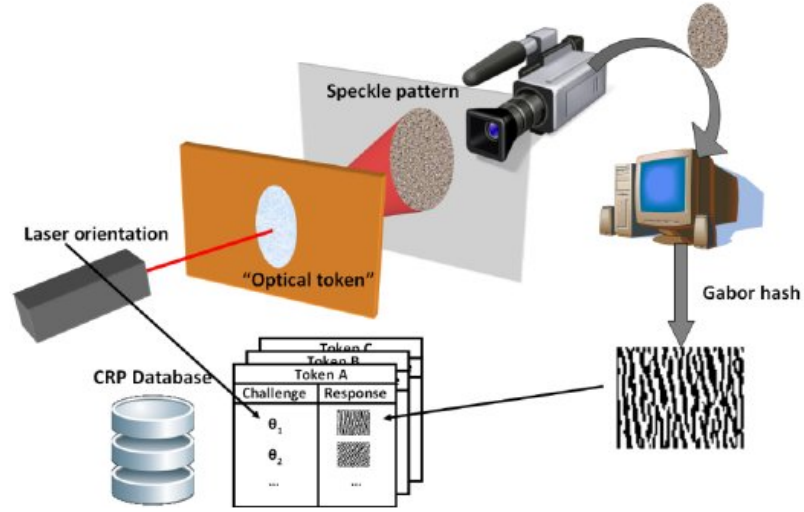 Speckle pattern
Laser orientation
“Optical token”
Gabor hash
CRP Database
Token C
Token B
Token A
Challenge Response
θ1
θ2
... ...